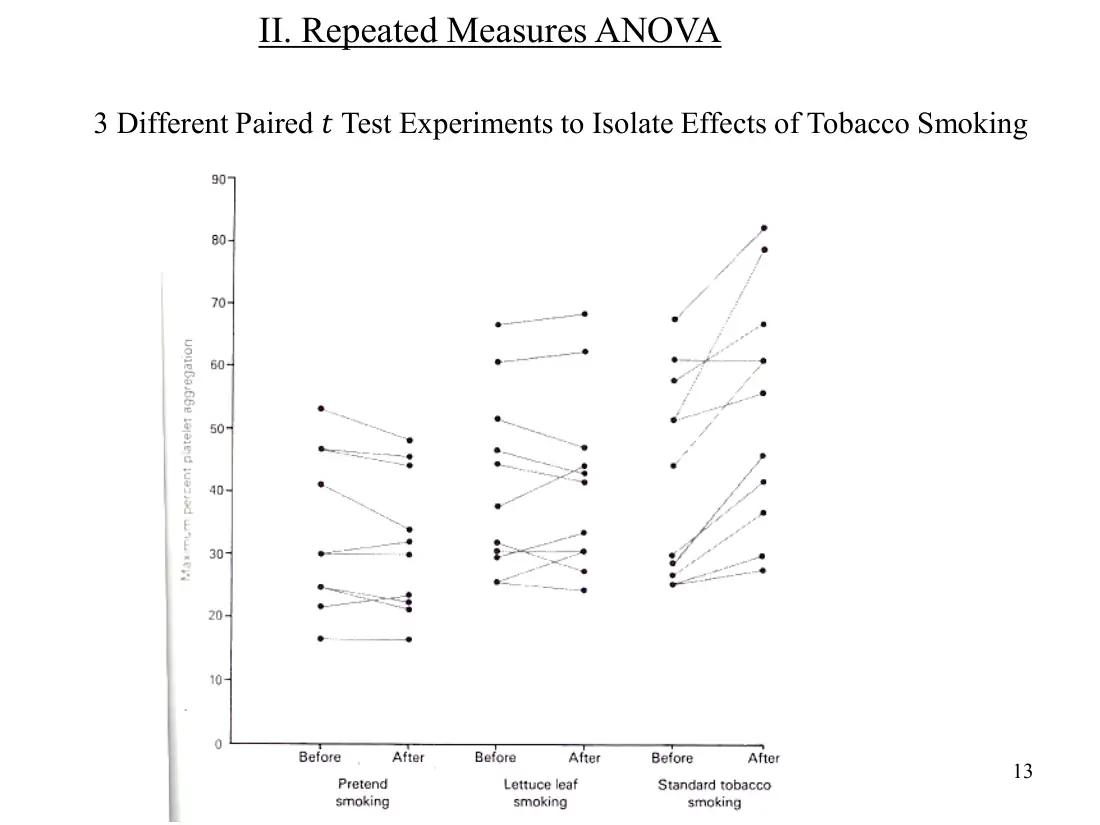 II. Repeated Measures ANOVA
3 Different Paired t Test Experiments to Isolate Effects of Tobacco Smoking
90
80
70
60
50
40
30
20
10
0
Maximum percent platelet aggregation
Before After Before After Before After
Pretend smoking
Lettuce leaf smoking
Standard tobacco smoking
13